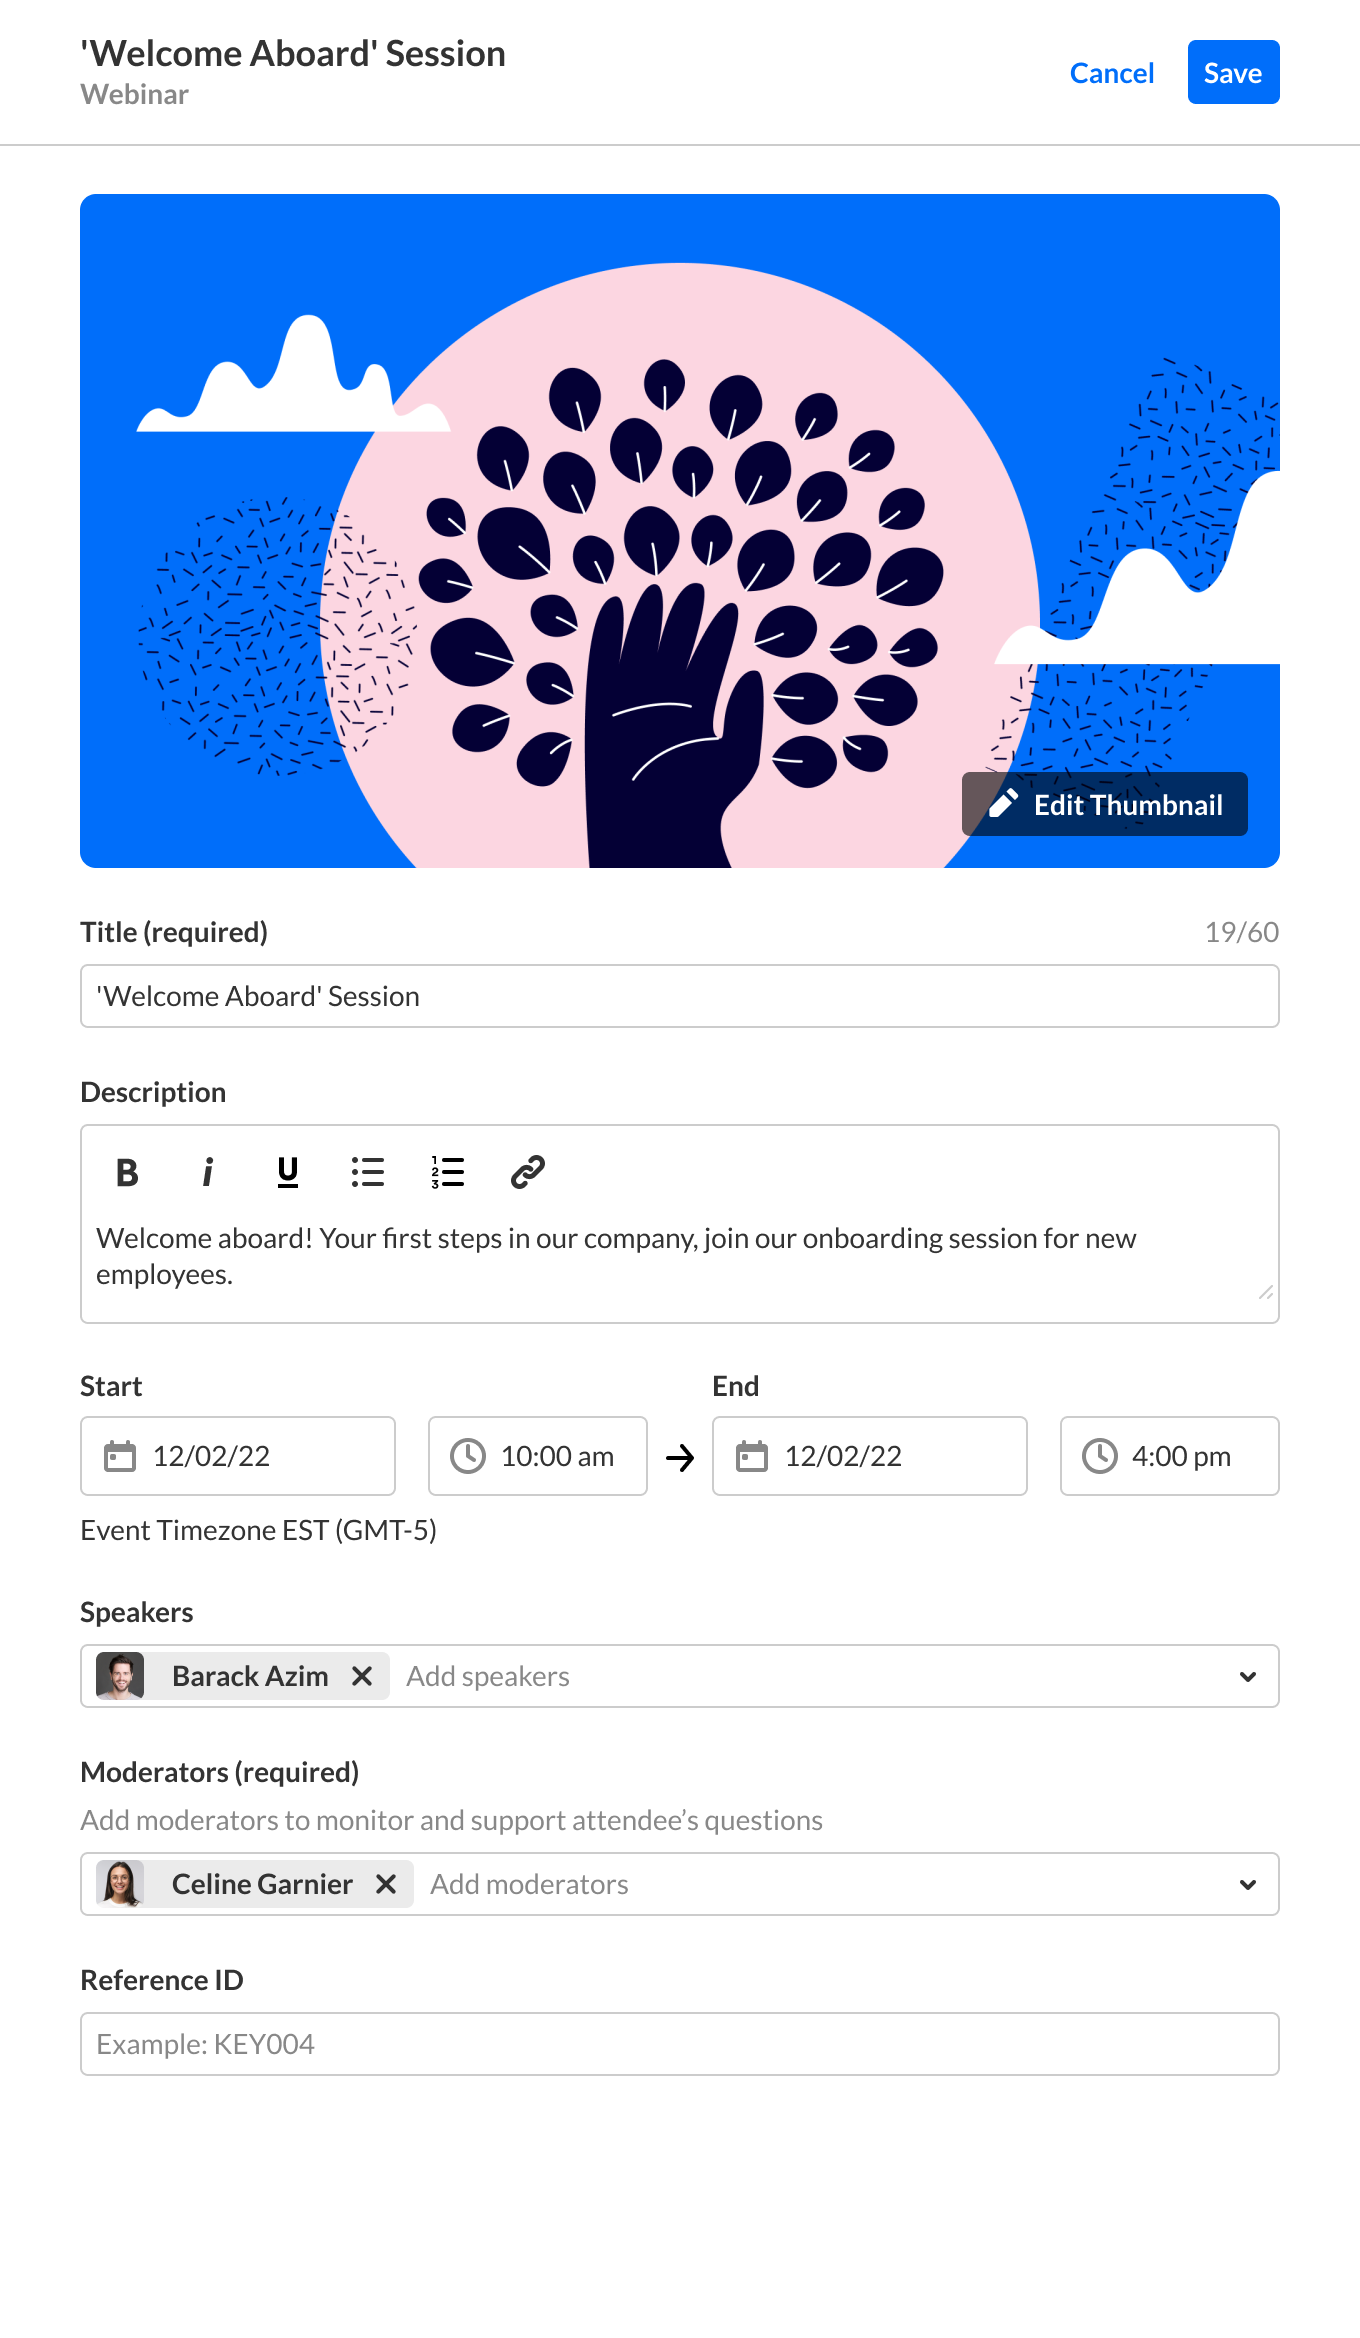 'Welcome Aboard' Session
Webinar
Cancel
Save
Edit Thumbnail
Title (required)
19/60
'Welcome Aboard' Session
Description
B i U 1 2 3
Welcome aboard! Your first steps in our company, join our onboarding session for new
employees.
Start
End
12/02/22
10:00 am
12/02/22
4:00 pm
Event Timezone EST (GMT-5)
Speakers
Barack Azim
Add speakers
Moderators (required)
Add moderators to monitor and support attendee’s questions
Celine Garnier
Add moderators
Reference ID
Example: KEY004